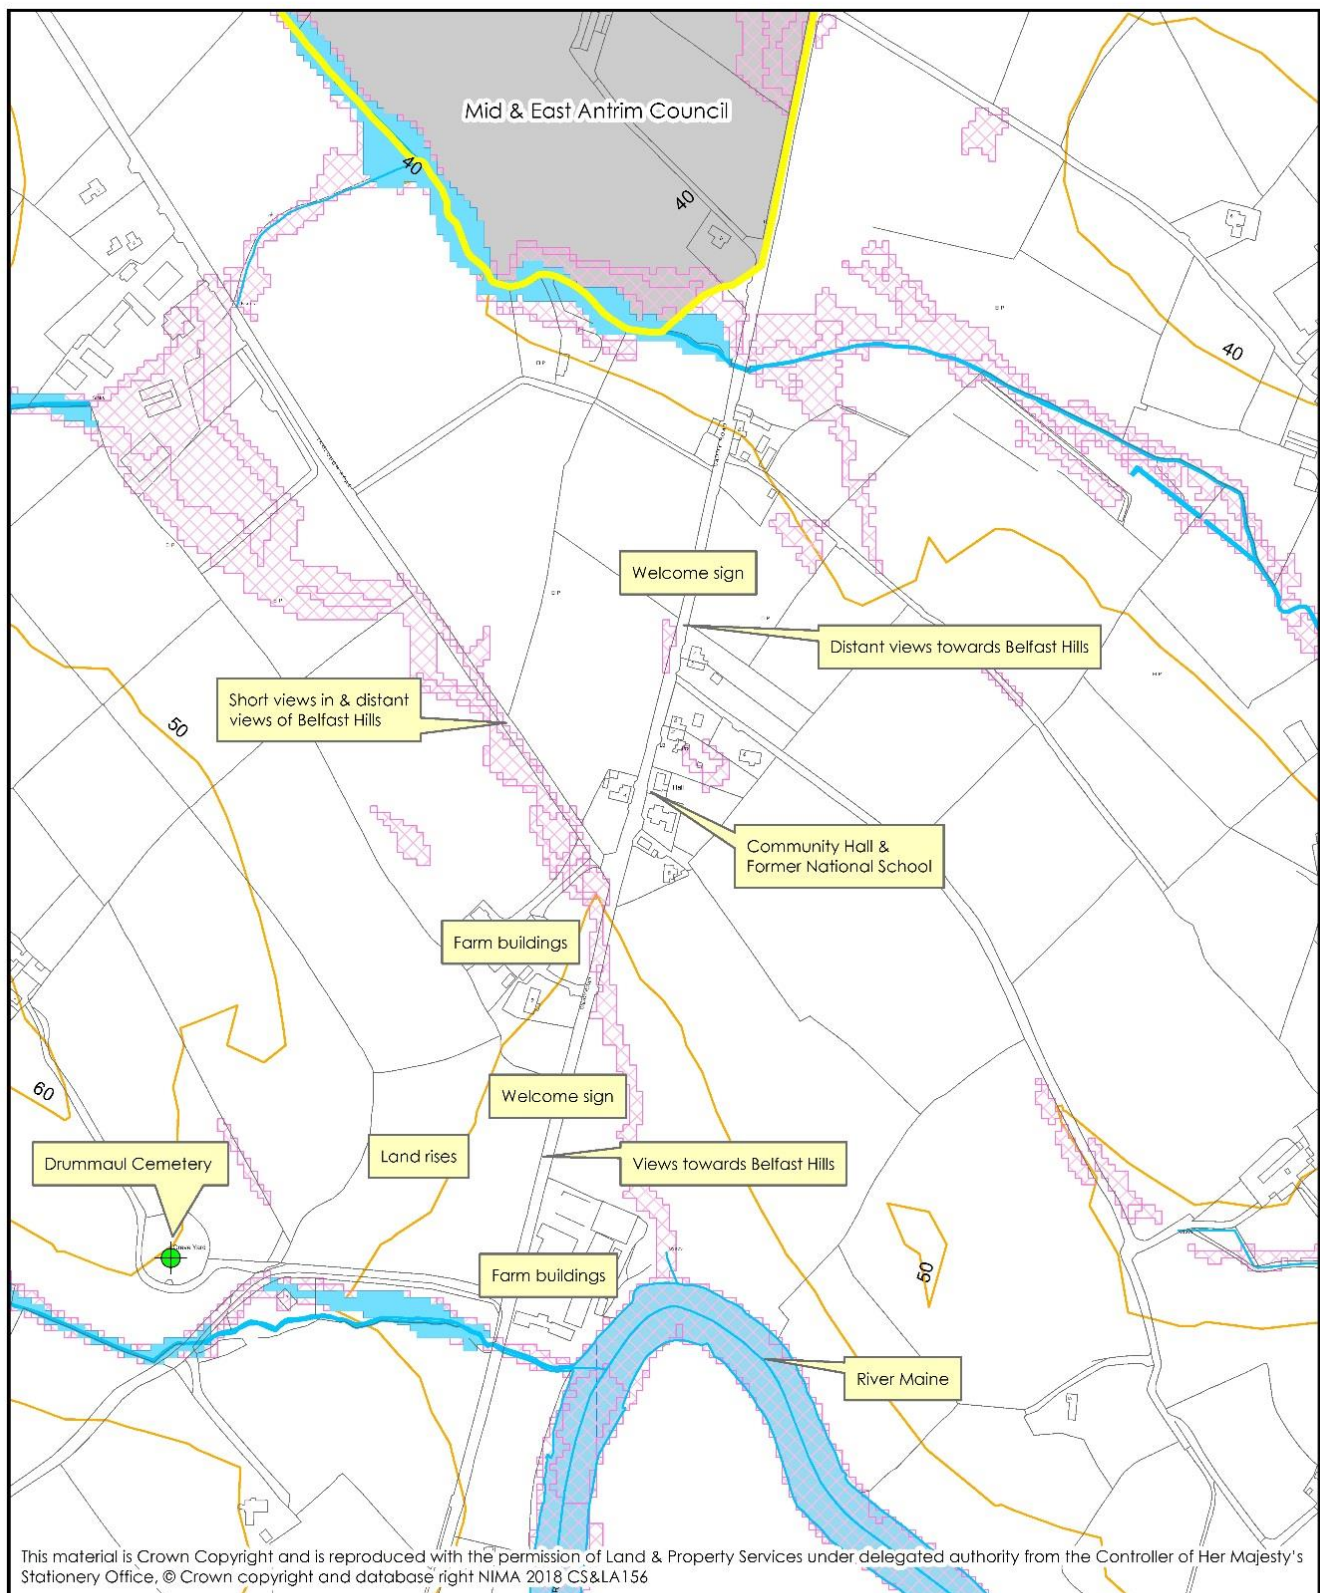 Mid & East Antrim Council
40
40
40
Welcome sign
Distant views towards Belfast Hills
Short views in & distant
views of Belfast Hills
50
Hall
Community Hall &
Former National School
Farm buildings
60
Welcome sign
Drummaul Cemetery
Land rises
Views towards Belfast Hills
Grave Yard
Farm buildings
50
River Maine
This material is Crown Copyright and is reproduced with the permission of Land & Property Services under delegated authority from the Controller of Her Majesty's
Stationery Office, © Crown copyright and database right NIMA 2018 CS&LA156